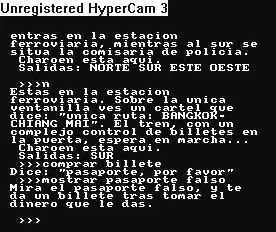 Unregistered HyperCam 3
entras en la estacion
ferroviaria, mientras al sur se
situa la comisaria de policia.
Charoen esta aqui.
Salidas: NORTE SUR ESTE OESTE
>>>n
Estas en la estacion
ferroviaria. Sobre la unica
ventanilla ves un cartel que
dice: "unica ruta: BANGKOK-
CHIANG MAI". El tren, con un
complejo control de billetes en
la puerta, espera en marcha...
Charoen esta aqui.
Salidas: SUR
>>>comprar billete
Dice: "pasaporte, por favor"
>>>mostrar pasaporte falso
Mira el pasaporte falso, y te
da un billete tras tomar el
dinero que le das.
>>>